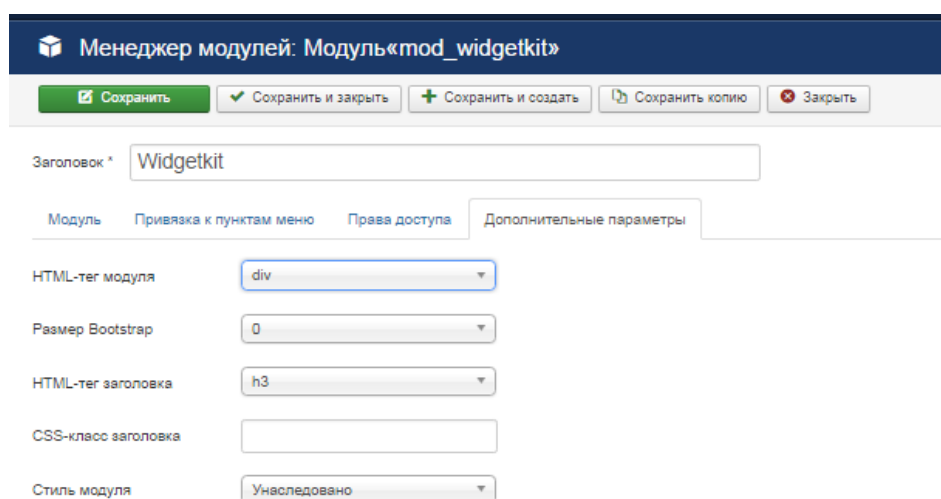 Менеджер модулей: Модуль«mod_widgetkit»
Сохранить Сохранить и закрыть Сохранить и создать Сохранить копию Закрыть
Заголовок * Widgetkit
Модуль Привязка к пунктам меню Права доступа Дополнительные параметры
HTML-тег модуля div
Размер Bootstrap 0
HTML-тег заголовка h3
CSS-класс заголовка
Стиль модуля Унаследовано